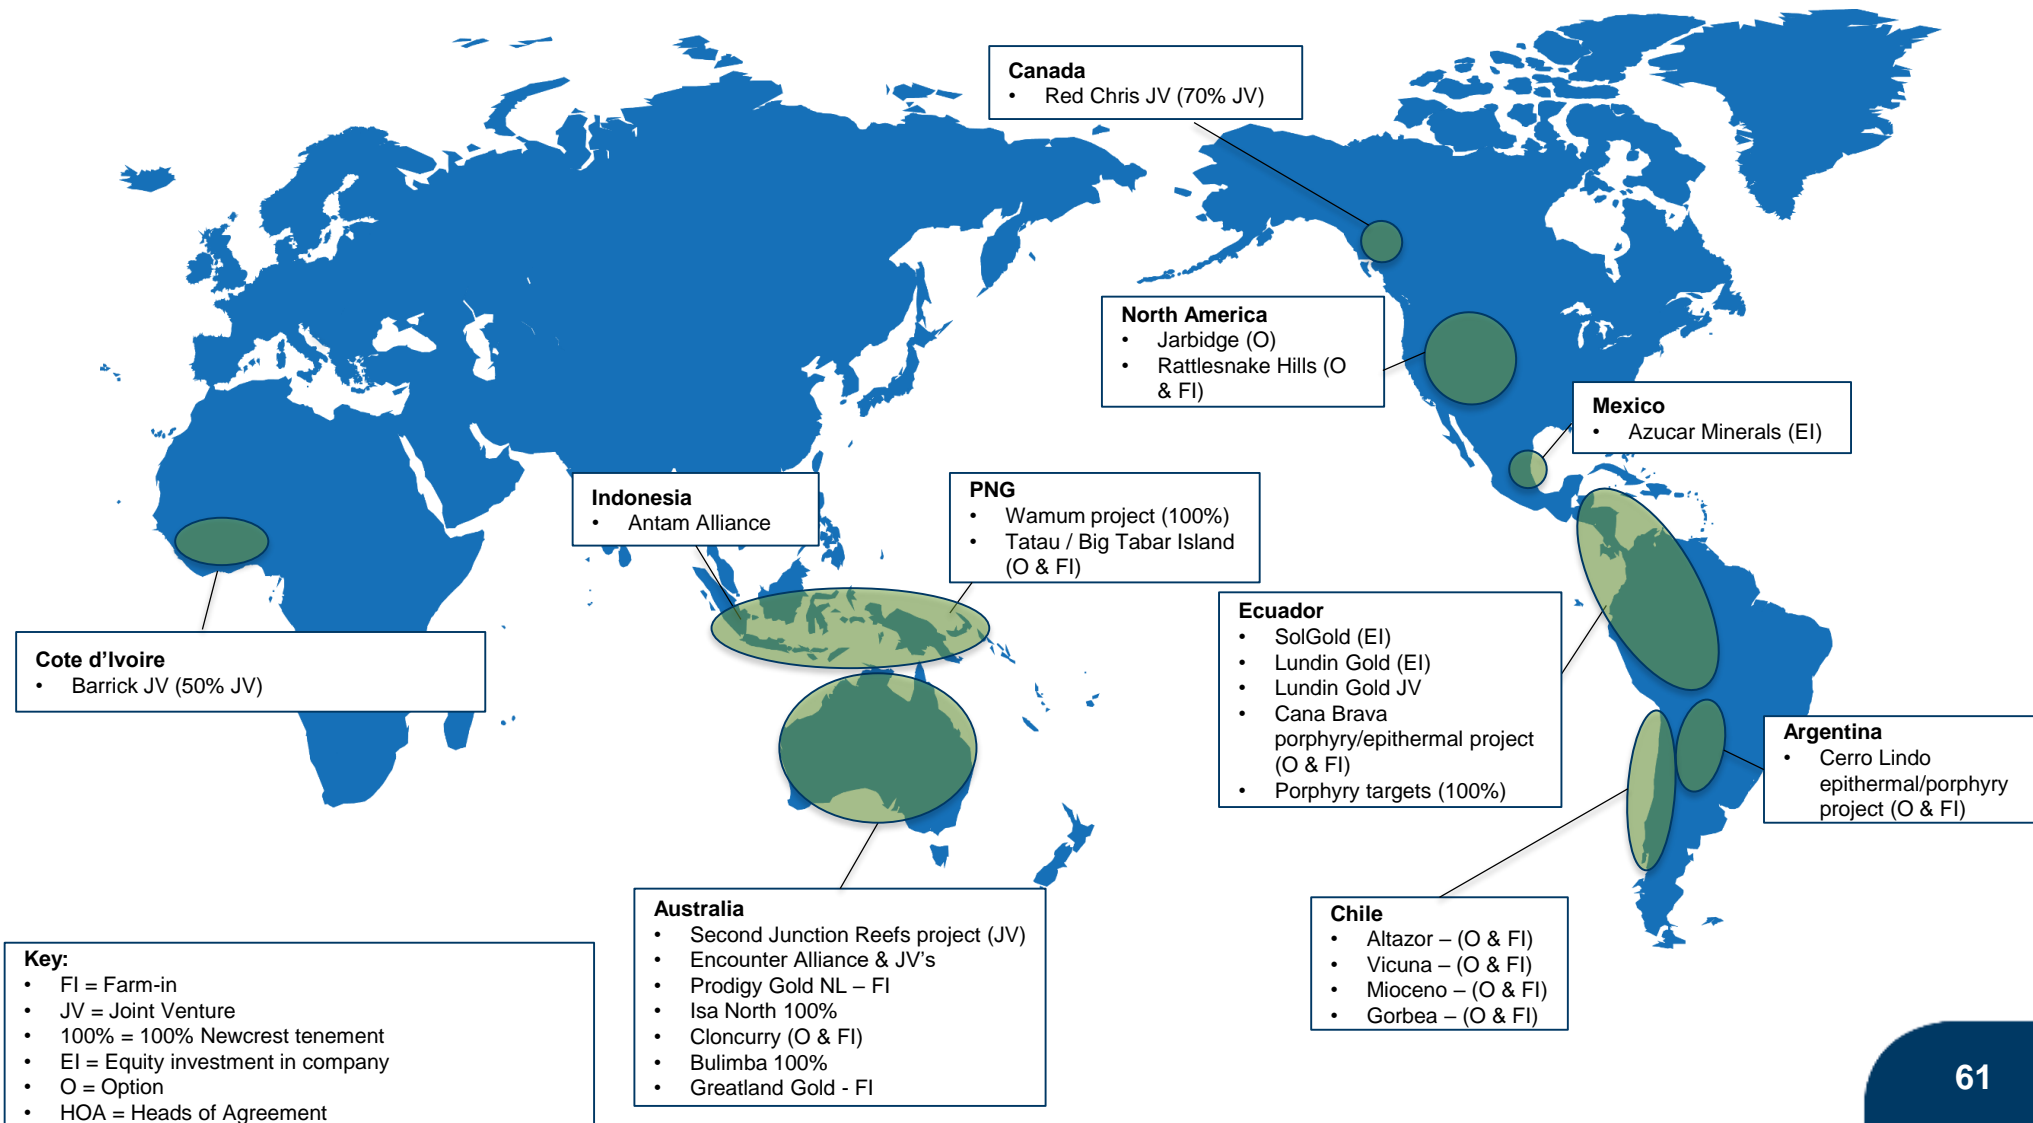 Canada
• Red Chris JV (70% JV)
North America
• Jarbidge (O)
• Rattlesnake Hills (O
& FI)
Mexico
• Azucar Minerals (EI)
Indonesia
• Antam Alliance
PNG
• Wamum project (100%)
• Tatau / Big Tabar Island
(O & FI)
Cote d’Ivoire
• Barrick JV (50% JV)
Ecuador
• SolGold (EI)
• Lundin Gold (EI)
• Lundin Gold JV
• Cana Brava
porphyry/epithermal project
(O & FI)
• Porphyry targets (100%)
Argentina
• Cerro Lindo
epithermal/porphyry
project (O & FI)
Australia
• Second Junction Reefs project (JV)
• Encounter Alliance & JV’s
• Prodigy Gold NL – FI
• Isa North 100%
• Cloncurry (O & FI)
• Bulimba 100%
• Greatland Gold - FI
Chile
• Altazor – (O & FI)
• Vicuna – (O & FI)
• Mioceno – (O & FI)
• Gorbea – (O & FI)
Key:
• FI = Farm-in
• JV = Joint Venture
• 100% = 100% Newcrest tenement
• EI = Equity investment in company
• O = Option
• HOA = Heads of Agreement
61